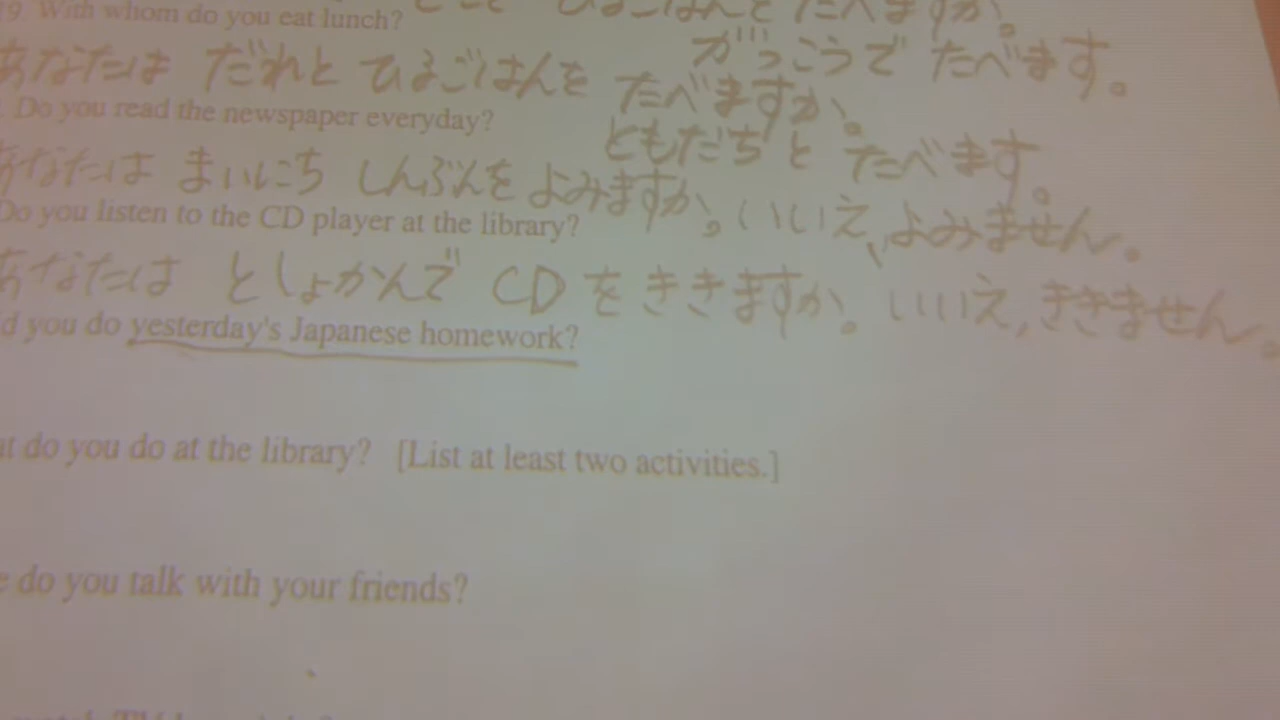 どこで ひるごはんを たべますか。
19. With whom do you eat lunch?
がっこうで たべます。
あなたは だれと ひるごはんを たべますか。
Do you read the newspaper everyday?
ともだちと たべます。
あなたは まいにち しんぶんを よみますか。いいえ、よみません。
Do you listen to the CD player at the library?
あなたは としょかんで CDをききますか。いいえ,ききません。
you do yesterday's Japanese homework?
do you do at the library? [List at least two activities.]
do you talk with your friends?
TV